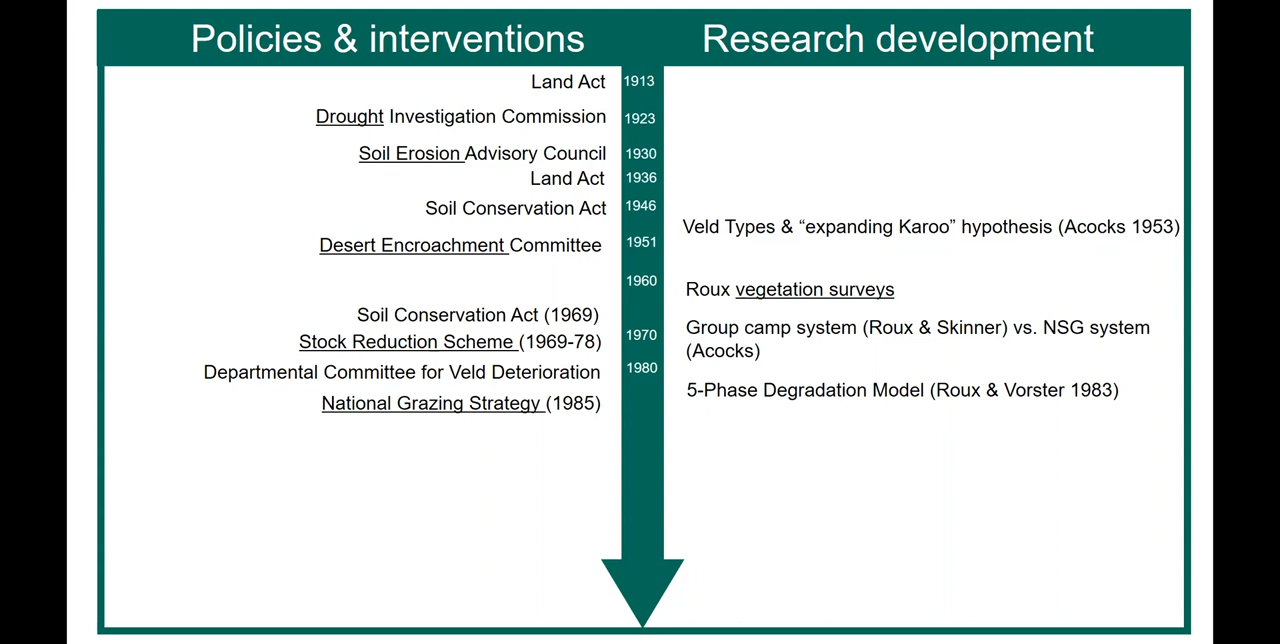 Policies & interventions
Research development
Land Act
1913
Drought Investigation Commission
1923
Soil Erosion Advisory Council
1930
Land Act
1936
Soil Conservation Act
1946
Veld Types & “expanding Karoo” hypothesis (Acocks 1953)
Desert Encroachment Committee
1951
1960
Roux vegetation surveys
Soil Conservation Act (1969)
Stock Reduction Scheme (1969-78)
1970
Group camp system (Roux & Skinner) vs. NSG system
(Acocks)
Departmental Committee for Veld Deterioration
1980
5-Phase Degradation Model (Roux & Vorster 1983)
National Grazing Strategy (1985)